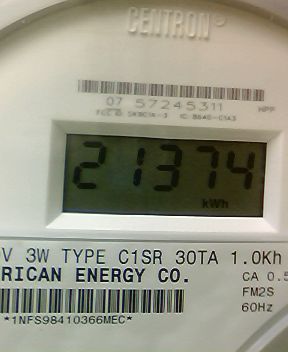 CENTRON®
07 57245311
21374
kWh
V 3W TYPE C1SR 30TA 1.0Kh
RICAN ENERGY CO.
CA 0.5
FM2S
60Hz
*1NFS98410366MEC*